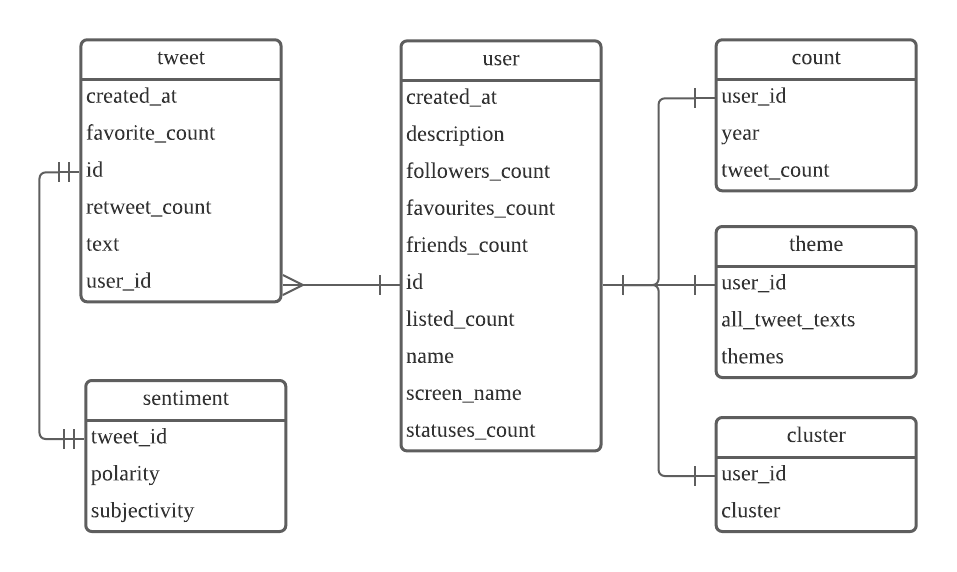 tweet
created_at
favorite_count
id
retweet_count
text
user_id
sentiment
tweet_id
polarity
subjectivity
user
created_at
description
followers_count
favourites_count
friends_count
id
listed_count
name
screen_name
statuses_count
count
user_id
year
tweet_count
theme
user_id
all_tweet_texts
themes
cluster
user_id
cluster